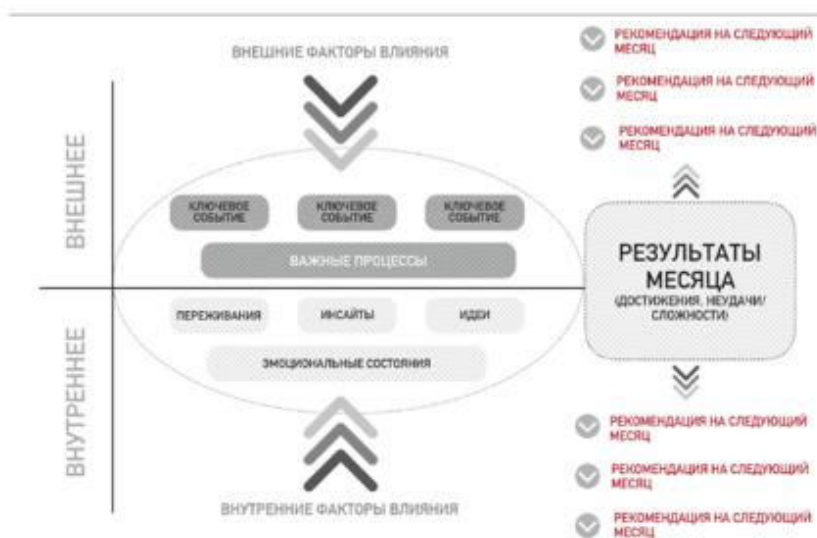 ВНЕШНИЕ ФАКТОРЫ ВЛИЯНИЯ
ВНЕШНЕЕ
КЛЮЧЕВОЕ
СОБЫТИЕ
КЛЮЧЕВОЕ
СОБЫТИЕ
КЛЮЧЕВОЕ
СОБЫТИЕ
ВАЖНЫЕ ПРОЦЕССЫ
ВНУТРЕННЕЕ
ПЕРЕЖИВАНИЯ
ИНСАЙТЫ
ИДЕИ
ЭМОЦИОНАЛЬНЫЕ СОСТОЯНИЯ
ВНУТРЕННИЕ ФАКТОРЫ ВЛИЯНИЯ
РЕКОМЕНДАЦИЯ НА СЛЕДУЮЩИЙ
МЕСЯЦ
РЕКОМЕНДАЦИЯ НА СЛЕДУЮЩИЙ
МЕСЯЦ
РЕКОМЕНДАЦИЯ НА СЛЕДУЮЩИЙ
МЕСЯЦ
РЕЗУЛЬТАТЫ
МЕСЯЦА
(ДОСТИЖЕНИЯ, НЕУДАЧИ/
СЛОЖНОСТИ)
РЕКОМЕНДАЦИЯ НА СЛЕДУЮЩИЙ
МЕСЯЦ
РЕКОМЕНДАЦИЯ НА СЛЕДУЮЩИЙ
МЕСЯЦ
РЕКОМЕНДАЦИЯ НА СЛЕДУЮЩИЙ
МЕСЯЦ